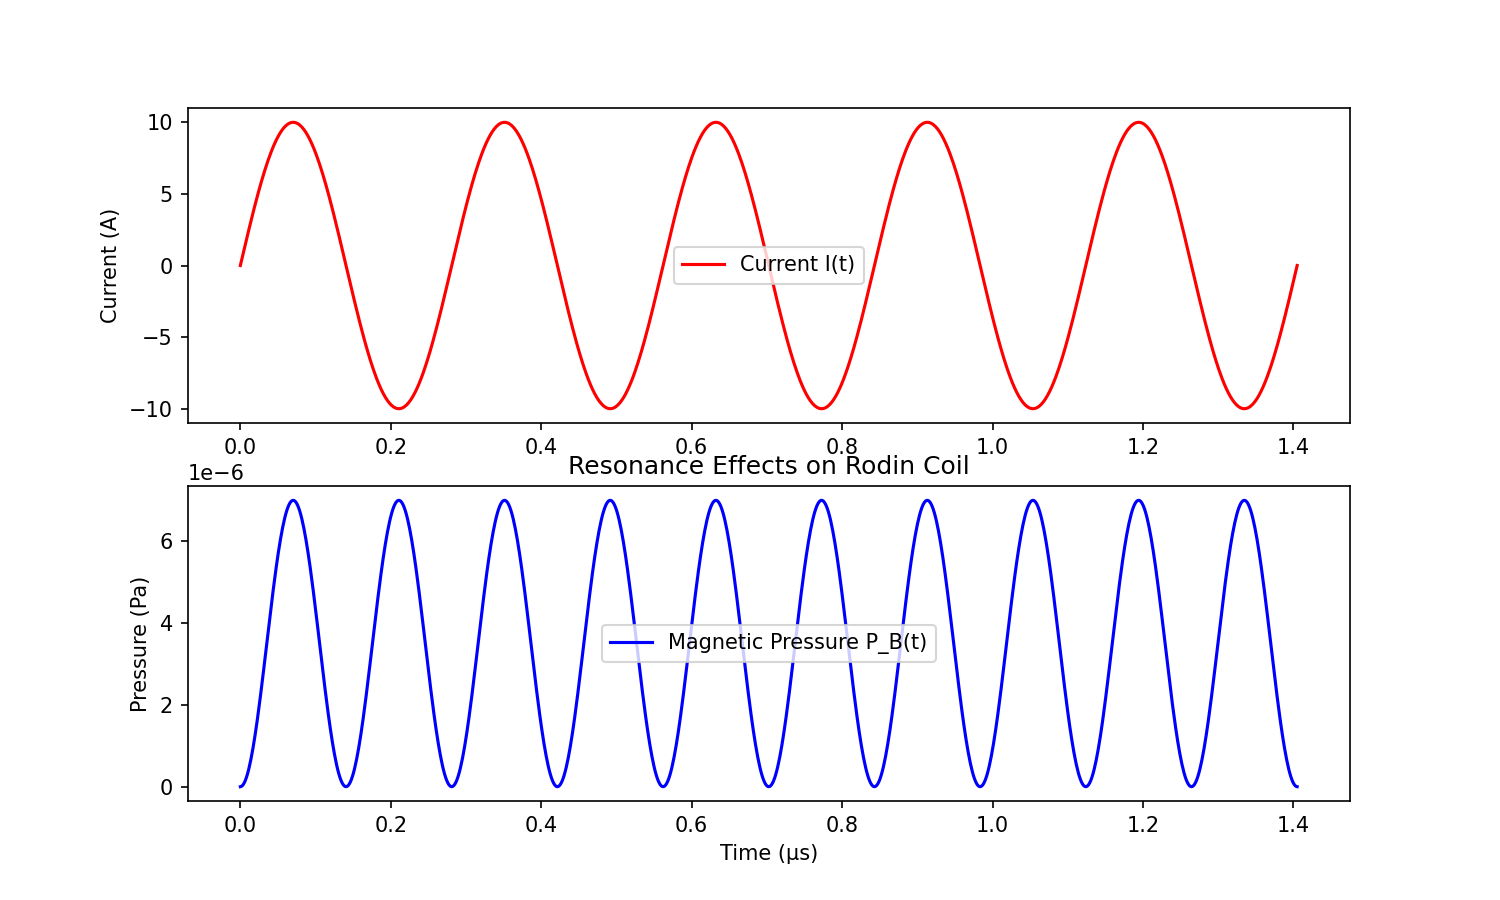 10
5
0
−5
−10
Current (A)
Current I(t)
0.0 0.2 0.4 0.6 0.8 1.0 1.2 1.4
Resonance Effects on Rodin Coil
1e−6
6
4
2
0
Pressure (Pa)
Magnetic Pressure P_B(t)
0.0 0.2 0.4 0.6 0.8 1.0 1.2 1.4
Time (μs)